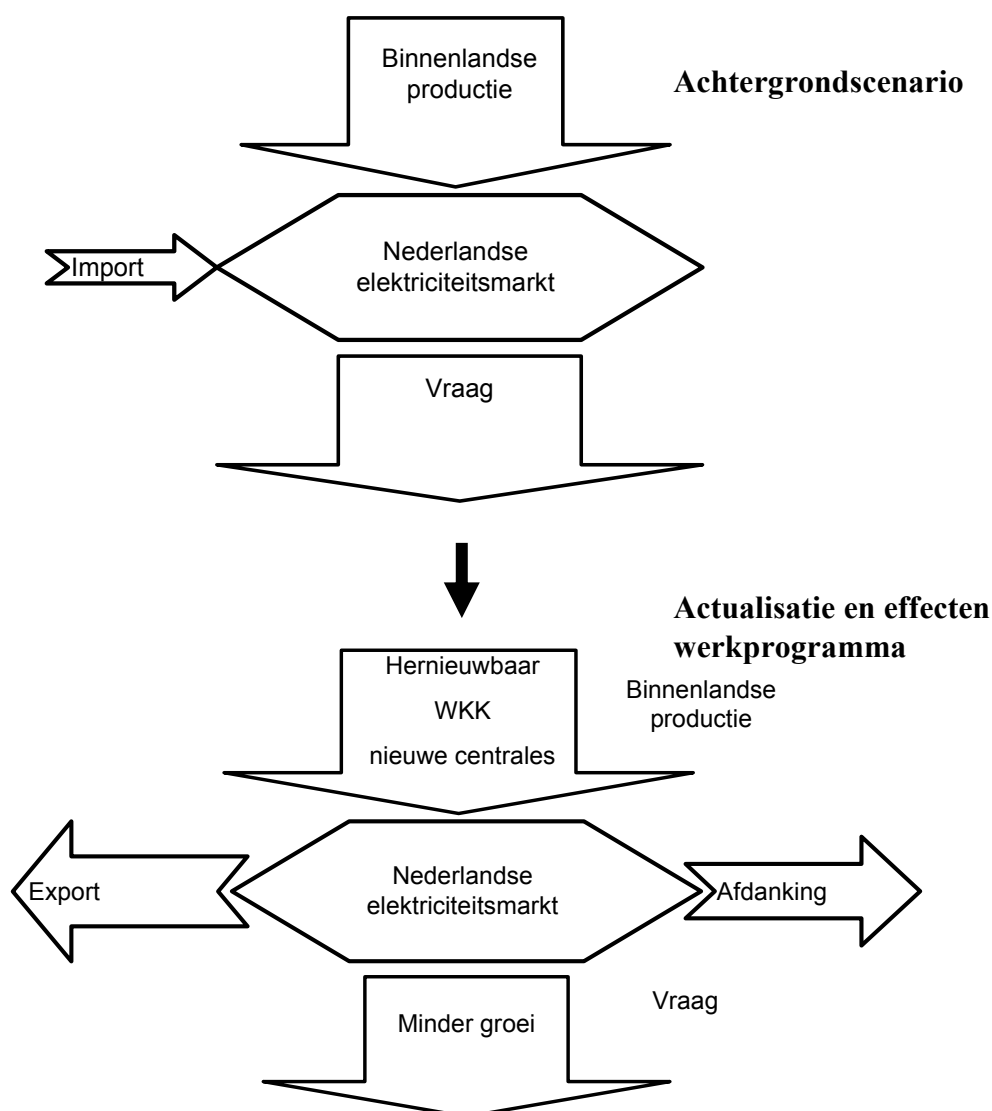 Binnenlandse
productie
Achtergrondscenario
Nederlandse
elektriciteitsmarkt
Import
Vraag
Actualisatie en effecten
werkprogramma
Hernieuwbaar
WKK
nieuwe centrales
Binnenlandse
productie
Export
Nederlandse
elektriciteitsmarkt
Afdanking
Minder groei
Vraag